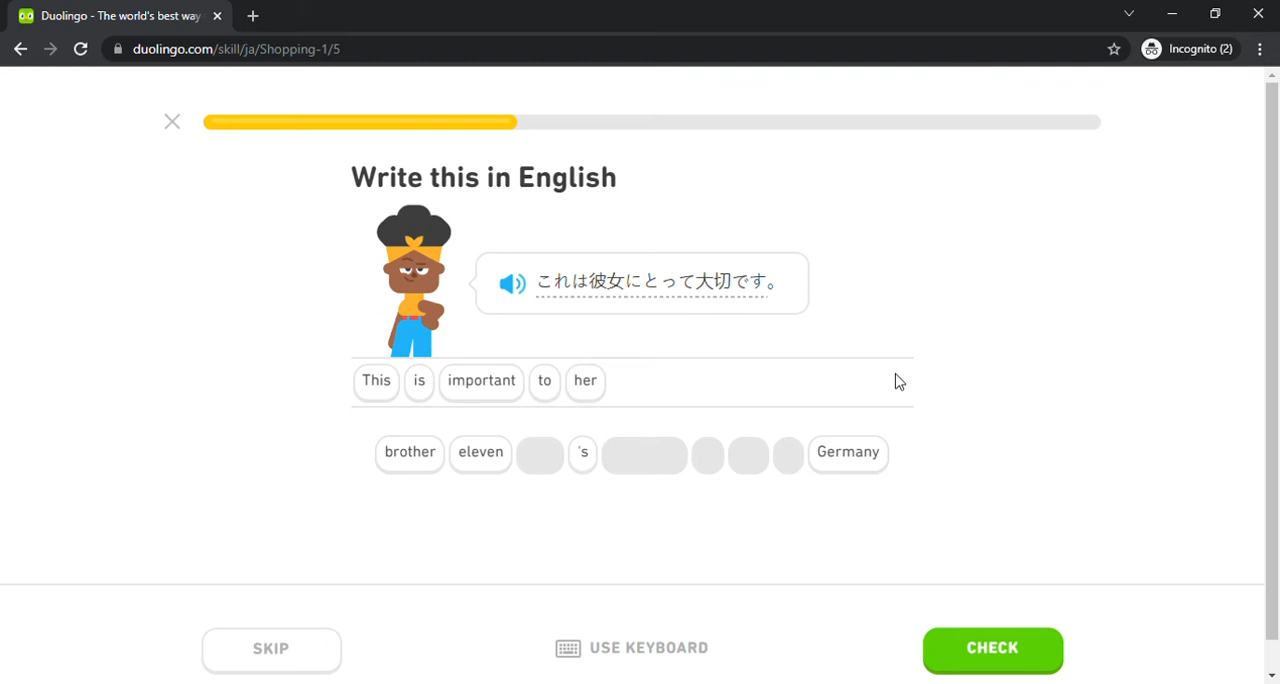 Duolingo - The world's best way
duolingo.com/skill/ja/Shopping-1/5
Incognito (2)
Write this in English
これは彼女にとって大切です。
This is important to her
brother eleven 's Germany
SKIP
USE KEYBOARD
CHECK